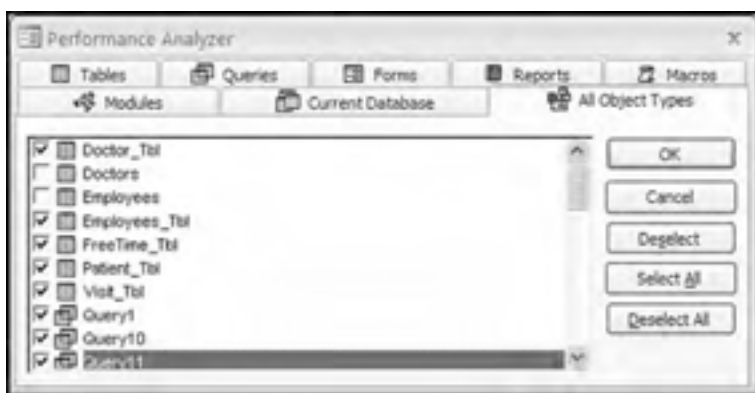 Performance Analyzer
Tables Queries Forms Reports Macros
Modules Current Database All Object Types
Doctor_Tbl
Doctors
Employees
Employees_Tbl
FreeTime_Tbl
Patient_Tbl
Visit_Tbl
Query1
Query10
Query11
OK
Cancel
Deselect
Select All
Deselect All